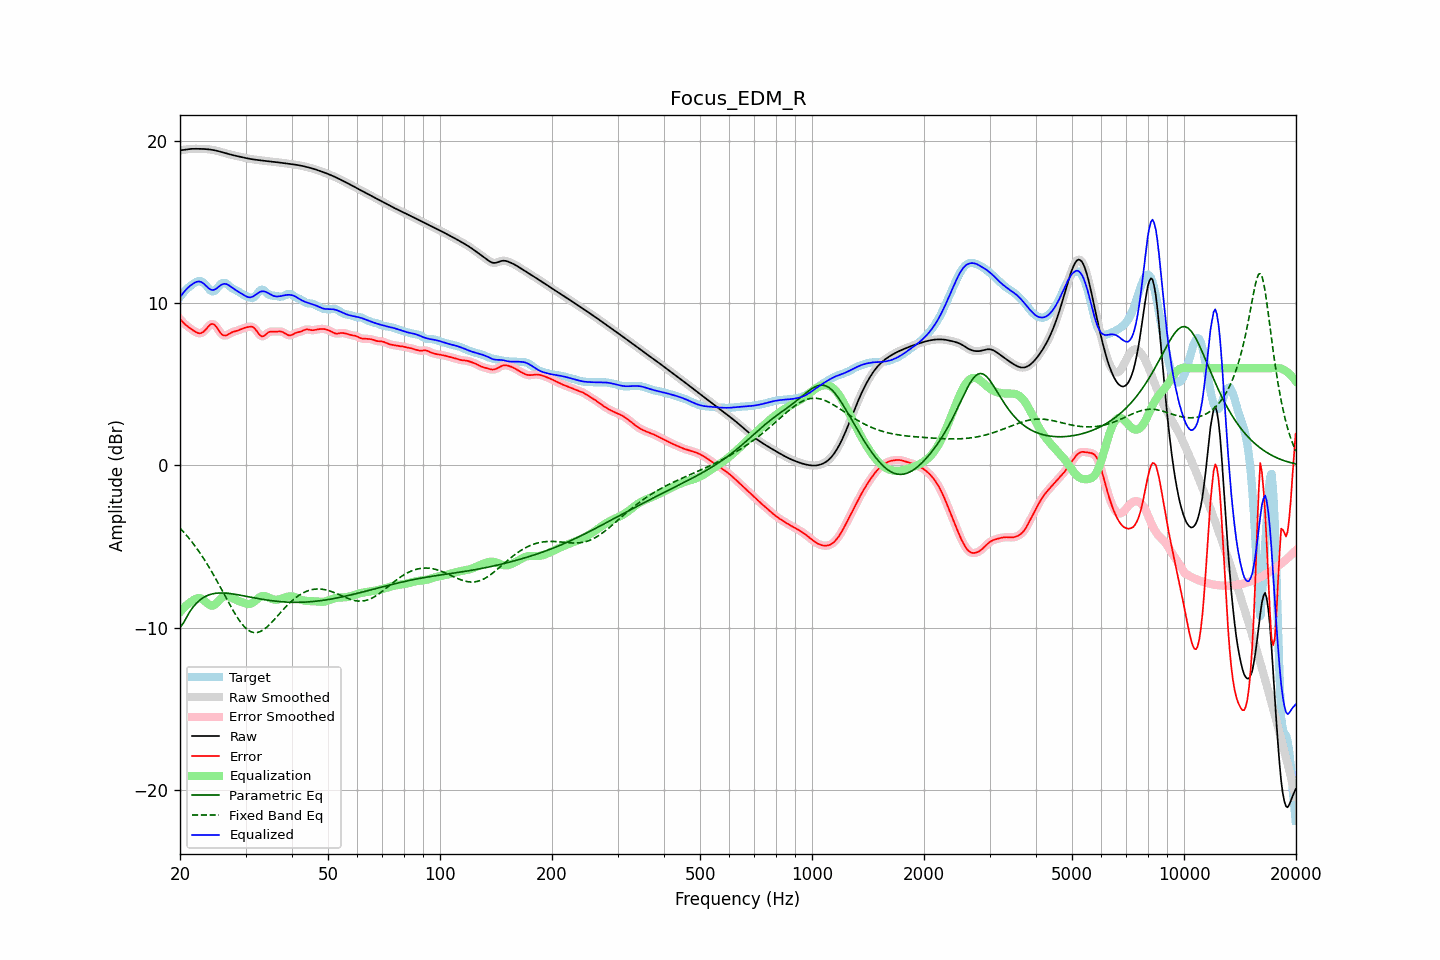 Focus_EDM_R
Amplitude (dBr)
20
10
0
−10
−20
Target
Raw Smoothed
Error Smoothed
Raw
Error
Equalization
Parametric Eq
Fixed Band Eq
Equalized
20 50 100 200 500 1000 2000 5000 10000 20000
Frequency (Hz)